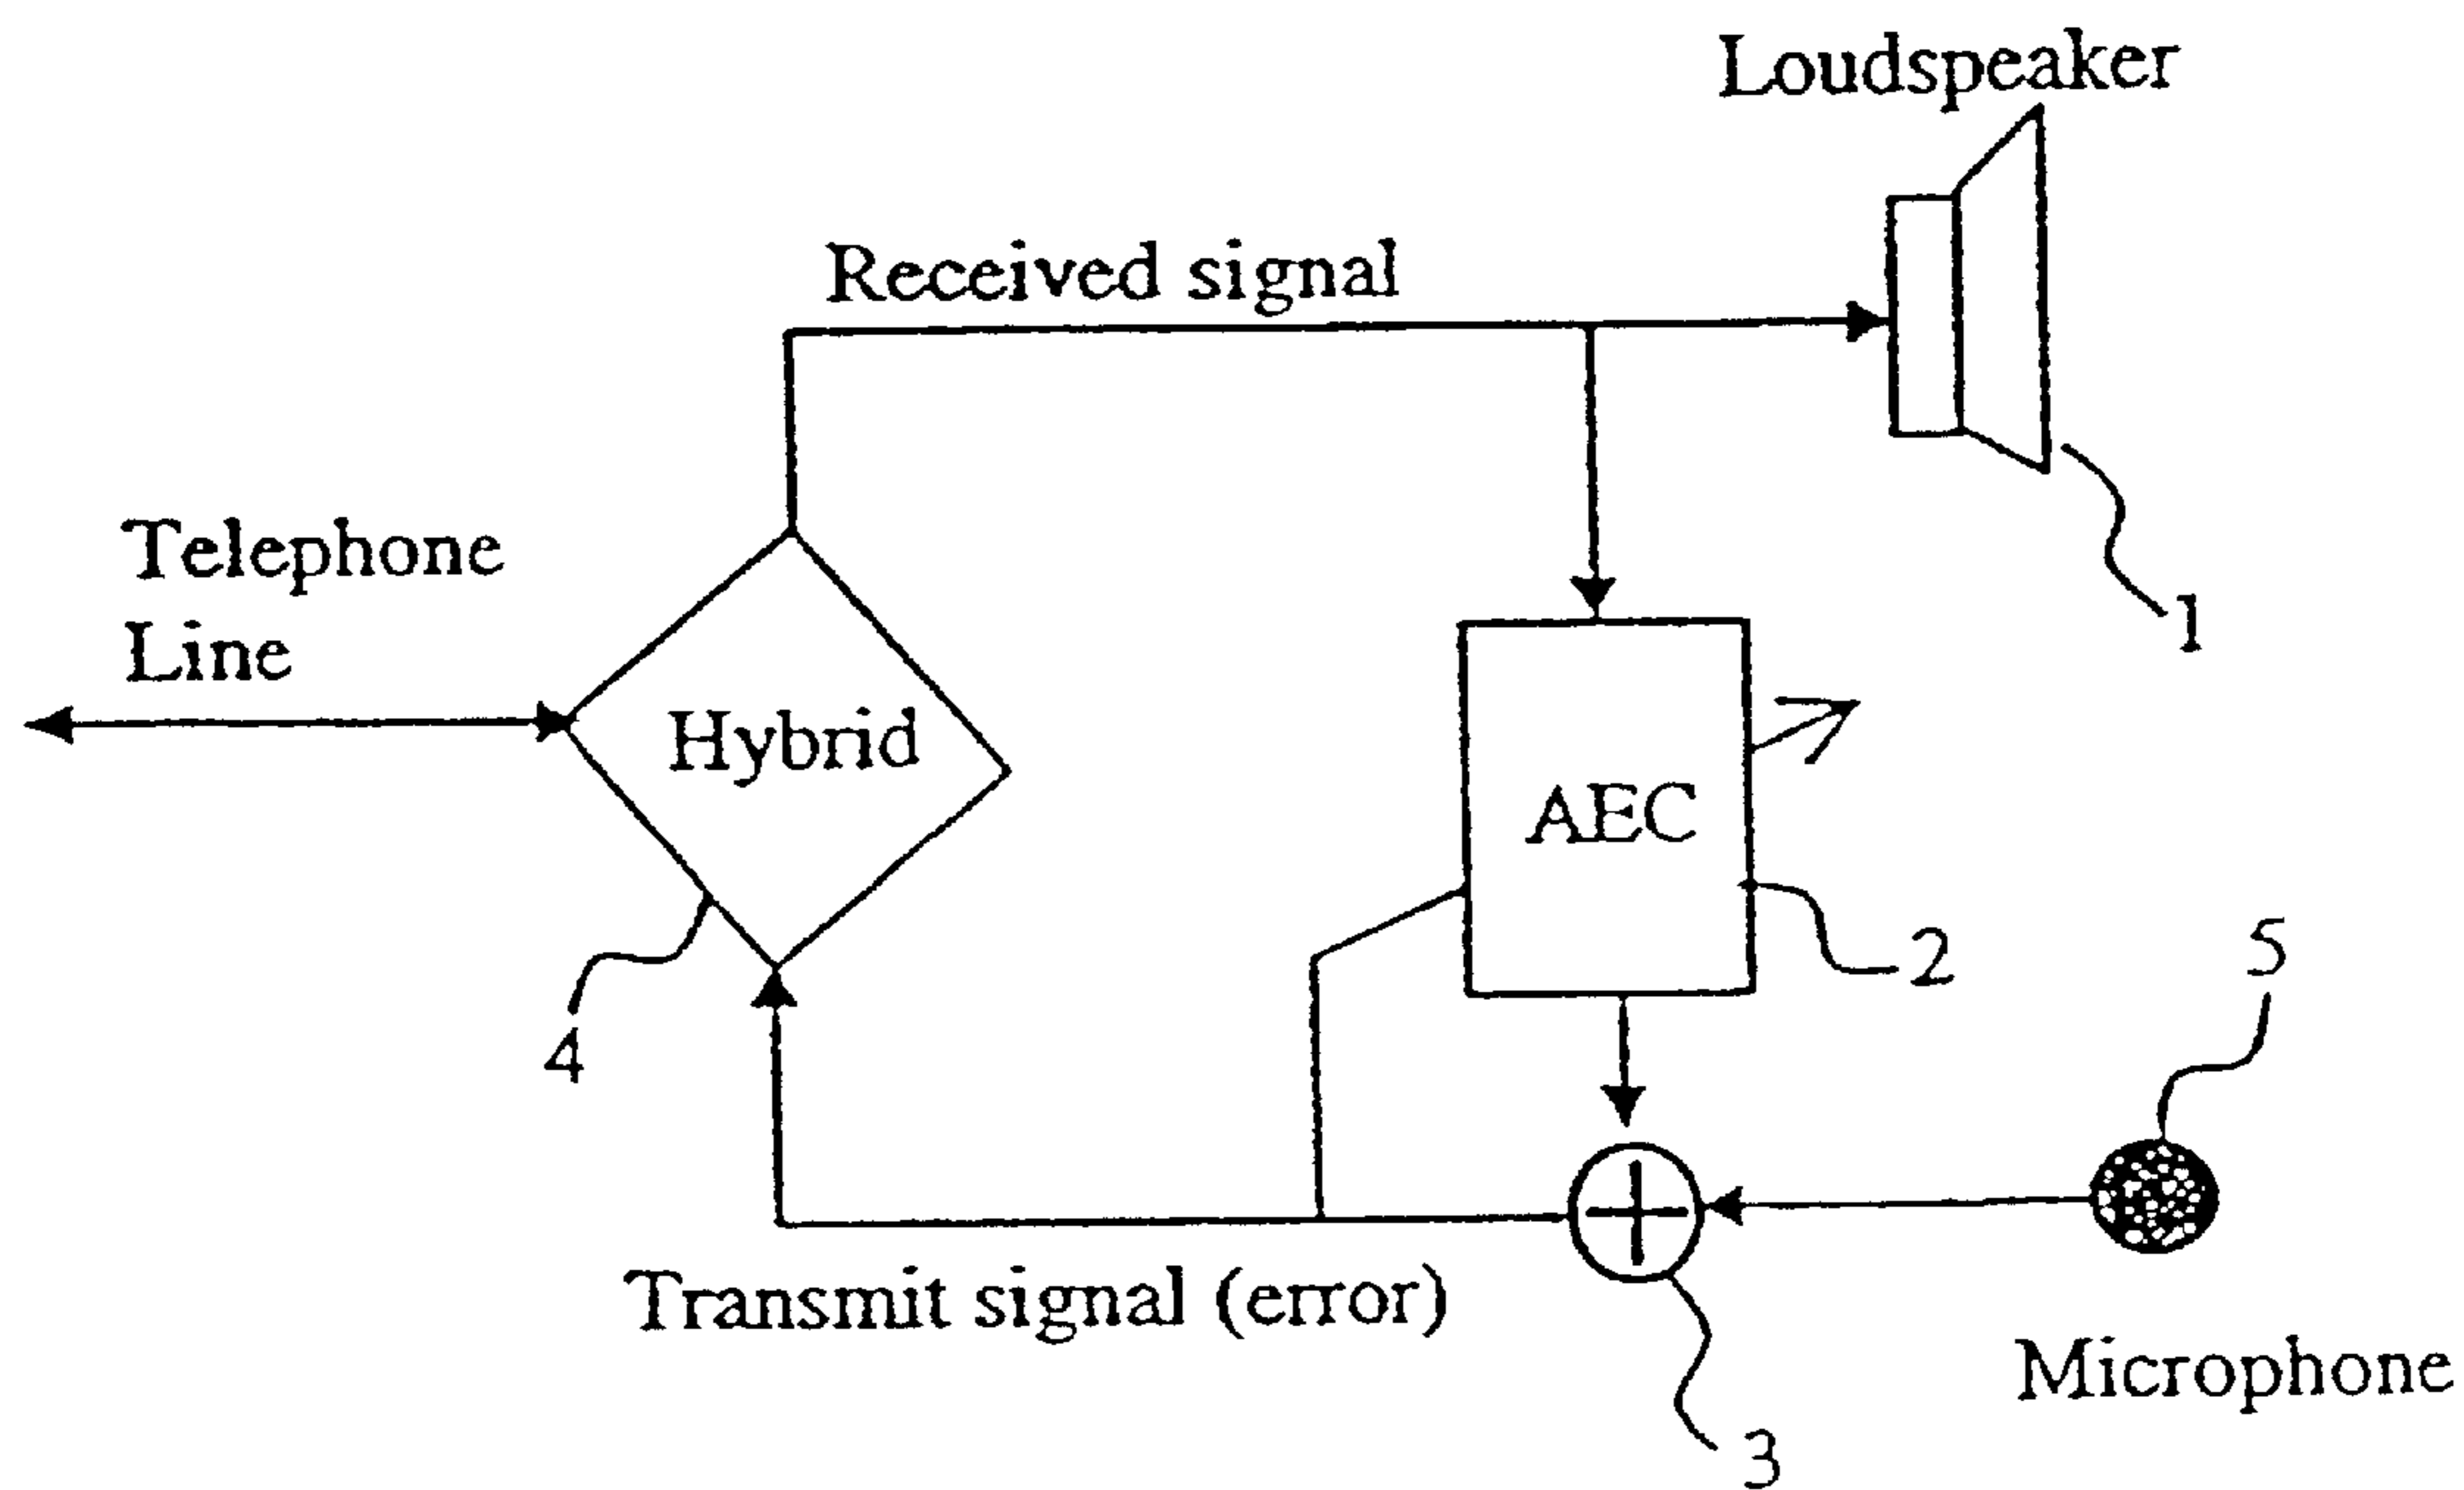 Loudspeaker
Received signal
Telephone
Line
1
Hybrid
AEC
2
5
4
Transmit signal (error)
Microphone
3